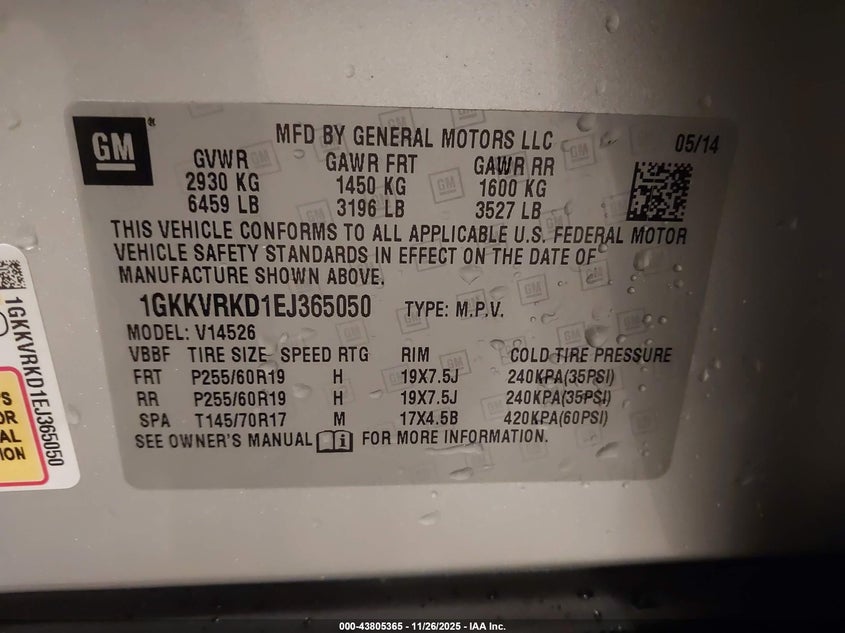 GM
MFD BY GENERAL MOTORS LLC 05/14
GVWR GAWR FRT GAWR RR
2930 KG 1450 KG 1600 KG
6459 LB 3196 LB 3527 LB
THIS VEHICLE CONFORMS TO ALL APPLICABLE U.S. FEDERAL MOTOR
VEHICLE SAFETY STANDARDS IN EFFECT ON THE DATE OF
MANUFACTURE SHOWN ABOVE.
1GKKVRKD1EJ365050 TYPE: M.P.V.
MODEL: V14526
VBBF TIRE SIZE SPEED RTG RIM COLD TIRE PRESSURE
FRT P255/60R19 H 19X7.5J 240KPA(35PSI)
RR P255/60R19 H 19X7.5J 240KPA(35PSI)
SPA T145/70R17 M 17X4.5B 420KPA(60PSI)
SEE OWNER'S MANUAL FOR MORE INFORMATION.
1GKKVRKD1EJ365050
000-43805365 - 11/26/2025 - IAA Inc.